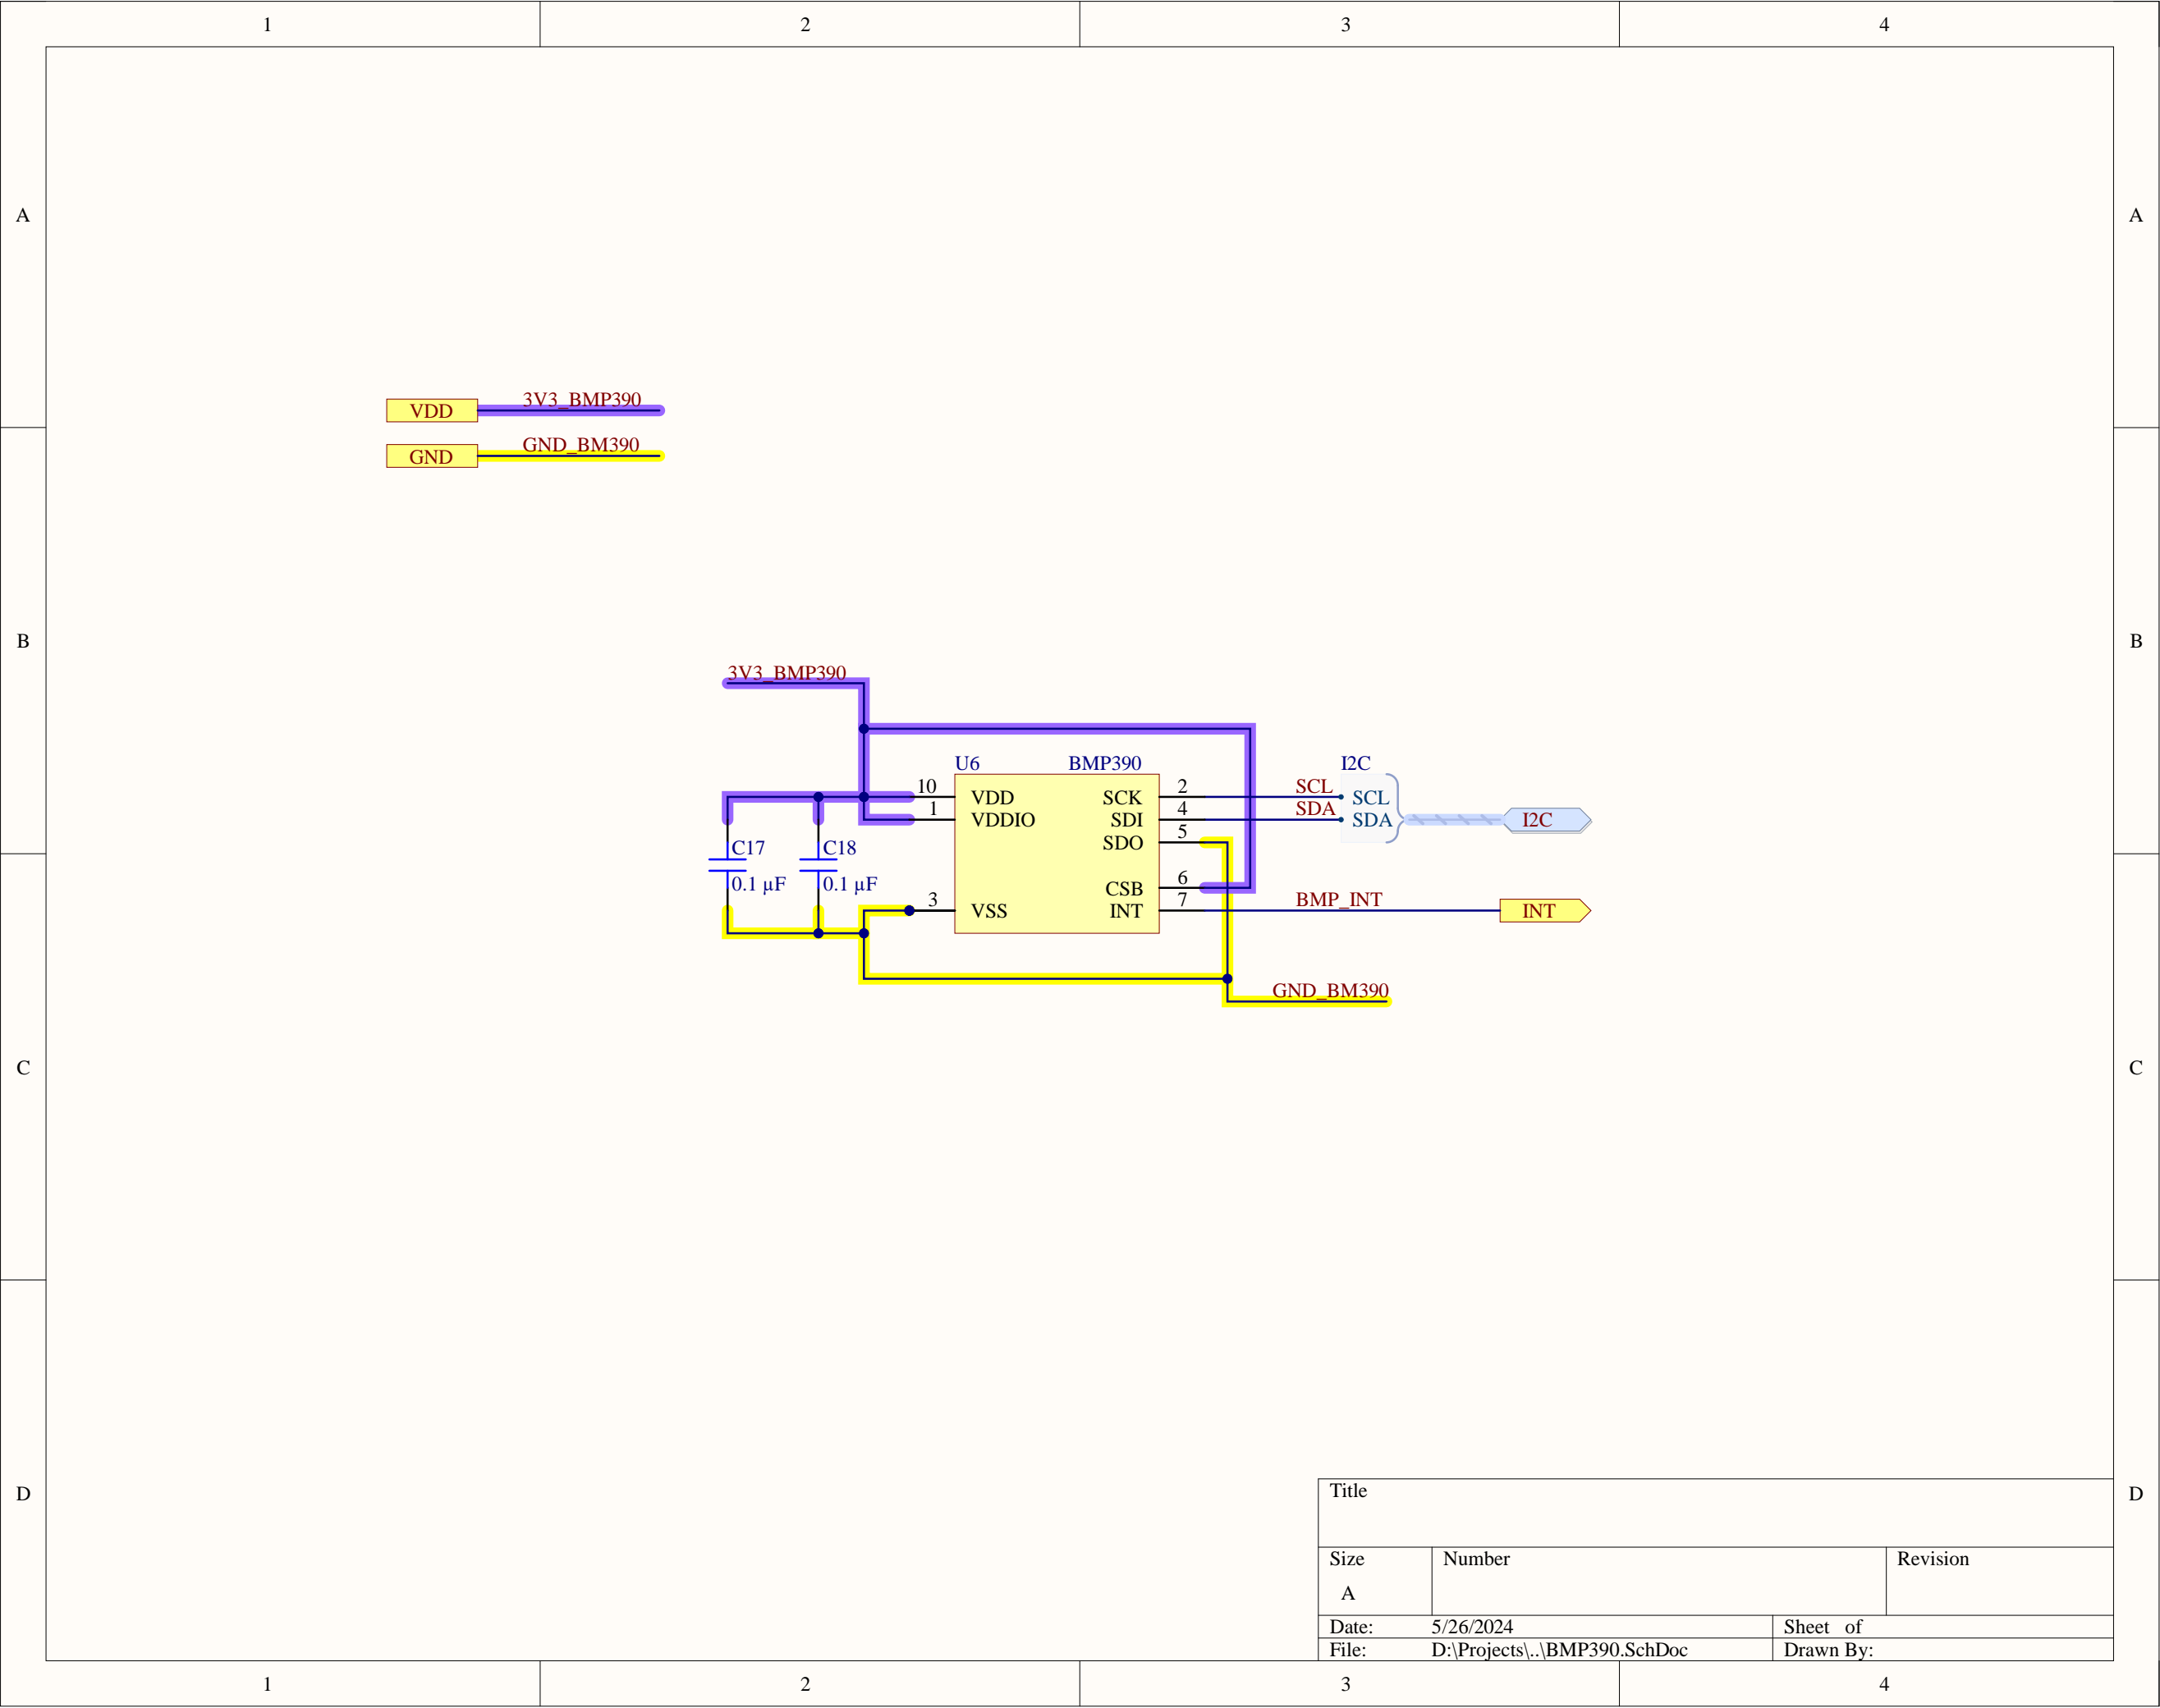 1 2 3 4
A A
VDD 3V3_BMP390
GND GND_BM390
B B
3V3_BMP390
U6 BMP390 I2C
10 VDD SCK 2 SCL SCL
1 VDDIO SDI 4 SDA SDA I2C
SDO 5
C17 C18
0.1 µF 0.1 µF CSB 6
3 VSS INT 7 BMP_INT INT
GND_BM390
C C
D D
Title
Size Number Revision
A
Date: 5/26/2024 Sheet of
File: D:\Projects\..\BMP390.SchDoc Drawn By:
1 2 3 4